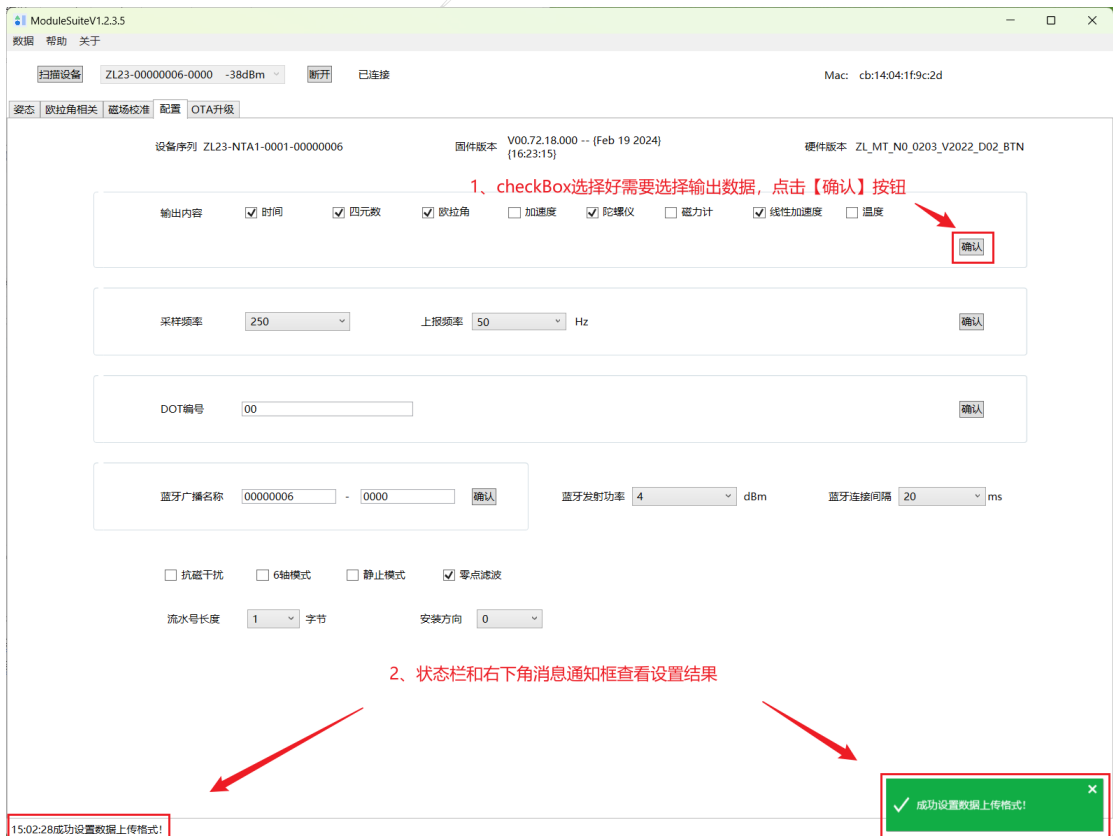 ModuleSuiteV1.2.3.5
数据 帮助 关于
扫描设备 ZL23-00000006-0000 -38dBm 断开 已连接 Mac: cb:14:04:1f:9c:2d
姿态 欧拉角相关 磁场校准 配置 OTA升级
设备序列 ZL23-NTA1-0001-00000006 固件版本 V00.72.18.000 -- {Feb 19 2024} {16:23:15} 硬件版本 ZL_MT_N0_0203_V2022_D02_BTN
1、checkBox选择好需要选择输出数据，点击【确认】按钮
输出内容 时间 四元数 欧拉角 加速度 陀螺仪 磁力计 线性加速度 温度
确认
采样频率 250 上报频率 50 Hz 确认
DOT编号 00 确认
蓝牙广播名称 00000006 - 0000 确认 蓝牙发射功率 4 dBm 蓝牙连接间隔 20 ms
抗磁干扰 6轴模式 静止模式 零点滤波
流水号长度 1 字节 安装方向 0
2、状态栏和右下角消息通知框查看设置结果
成功设置数据上传格式!
15:02:28成功设置数据上传格式!